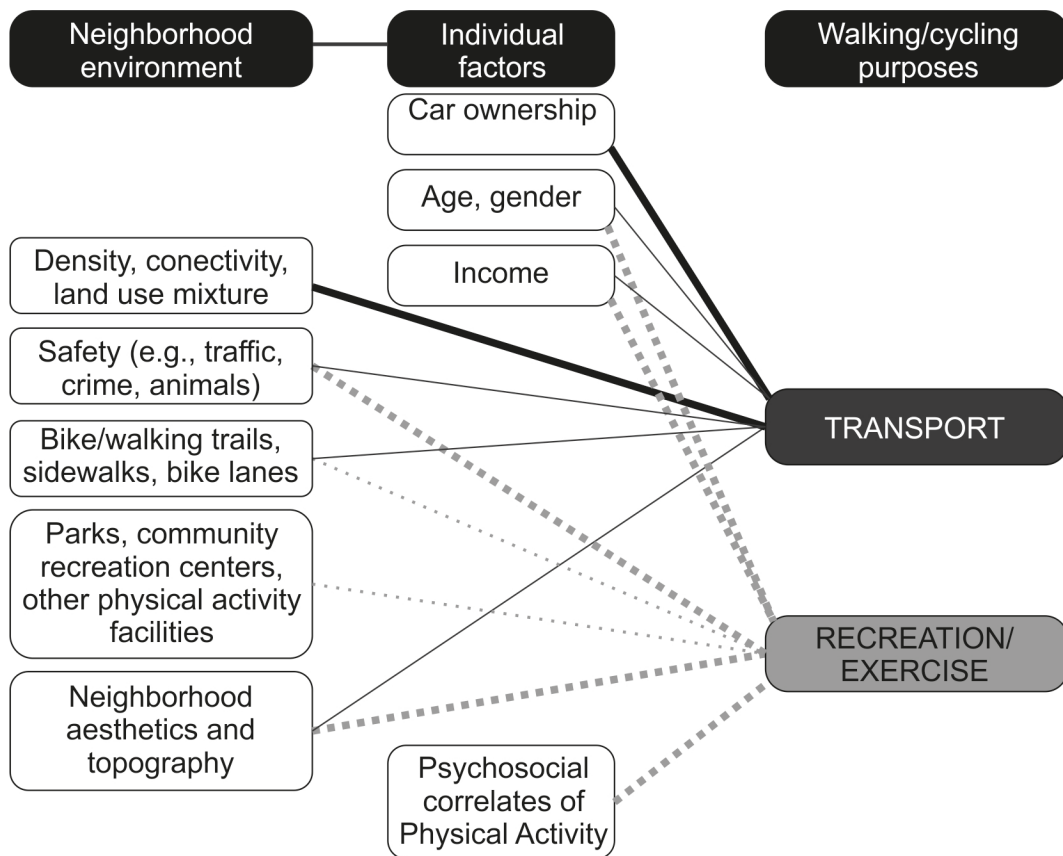 Neighborhood
environment
Individual
factors
Walking/cycling
purposes
Car ownership
Age, gender
Income
Density, conectivity,
land use mixture
Safety (e.g., traffic,
crime, animals)
Bike/walking trails,
sidewalks, bike lanes
Parks, community
recreation centers,
other physical activity
facilities
Neighborhood
aesthetics and
topography
Psychosocial
correlates of
Physical Activity
TRANSPORT
RECREATION/
EXERCISE